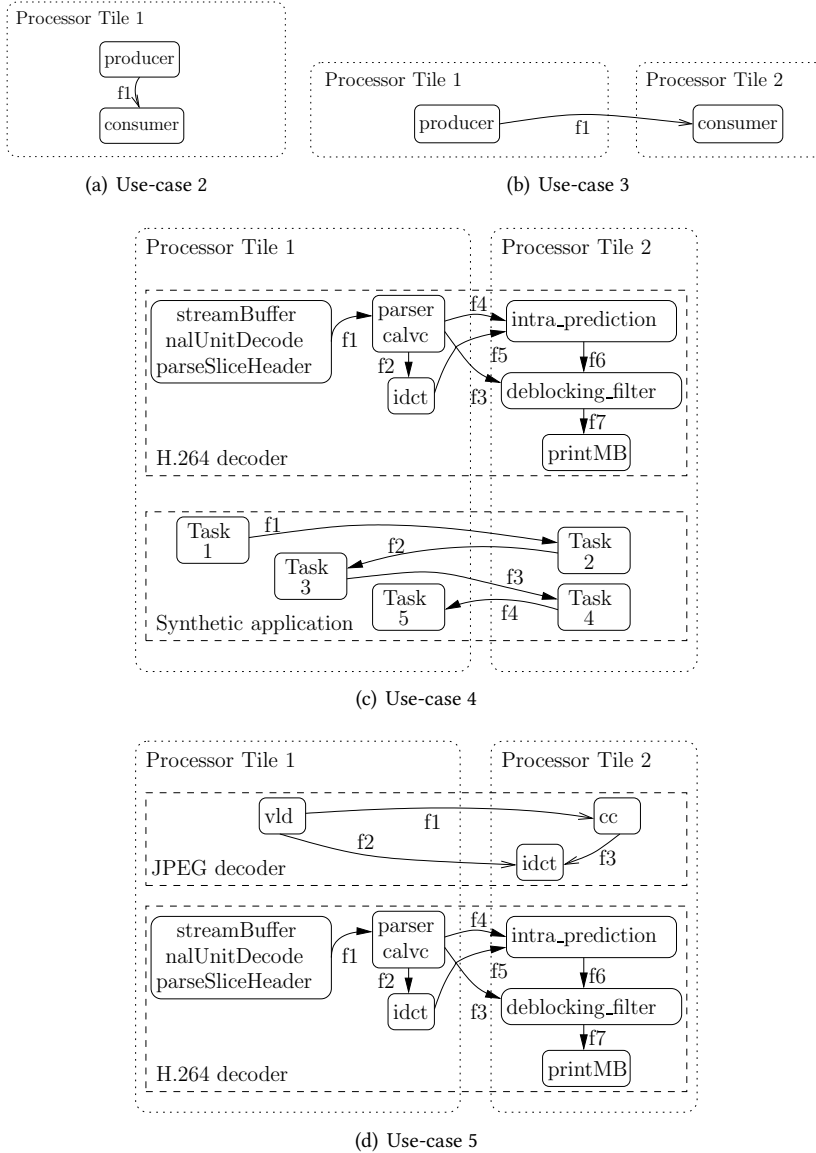 Processor Tile 1
producer
f1
consumer
(a) Use-case 2
Processor Tile 1
Processor Tile 2
producer
f1
consumer
(b) Use-case 3
Processor Tile 1
Processor Tile 2
streamBuffer
nalUnitDecode
parseSliceHeader
f1
parser
calvc
f2
idct
f4
f5
f3
intra_prediction
f6
deblocking_filter
f7
printMB
H.264 decoder
Task
1
f1
Task
2
f2
Task
3
f3
Task
4
f4
Task
5
Synthetic application
(c) Use-case 4
Processor Tile 1
Processor Tile 2
vld
f1
cc
f2
idct
f3
JPEG decoder
streamBuffer
nalUnitDecode
parseSliceHeader
f1
parser
calvc
f2
idct
f4
f5
f3
intra_prediction
f6
deblocking_filter
f7
printMB
H.264 decoder
(d) Use-case 5